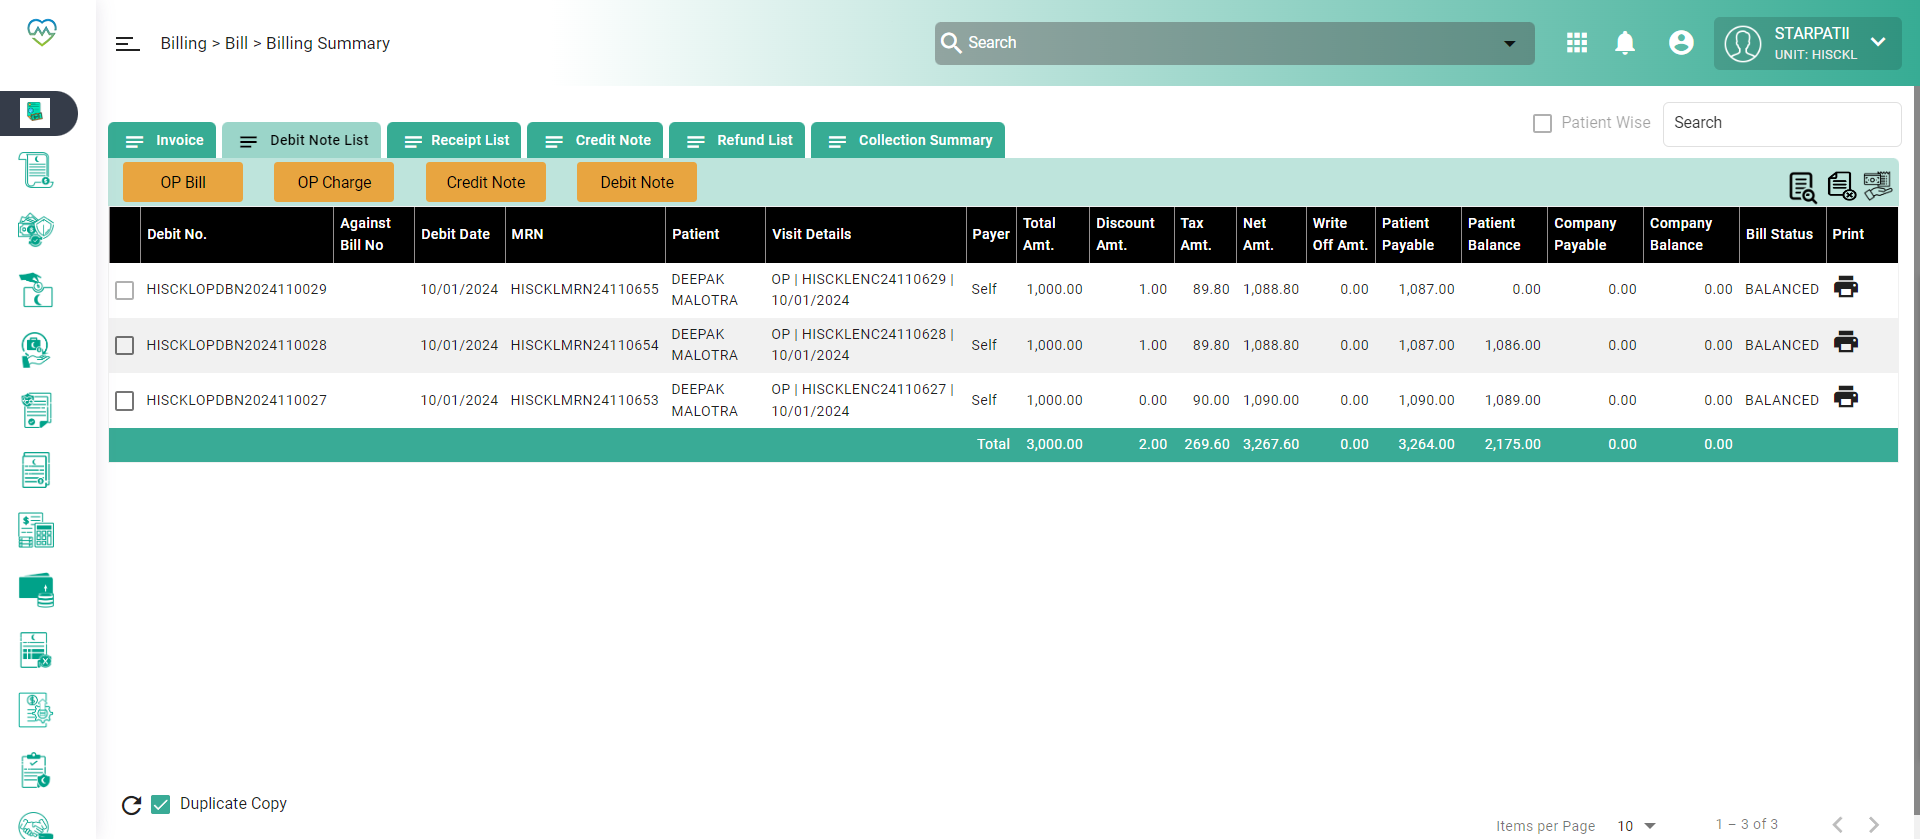 Billing > Bill > Billing Summary
Search
STARPATII
UNIT: HISCKL
Invoice
Debit Note List
Receipt List
Credit Note
Refund List
Collection Summary
Patient Wise
Search
OP Bill
OP Charge
Credit Note
Debit Note
Debit No. Against Bill No Debit Date MRN Patient Visit Details Payer Total Amt. Discount Amt. Tax Amt. Net Amt. Write Off Amt. Patient Payable Patient Balance Company Payable Company Balance Bill Status Print
HISCKLOPDBN2024110029 10/01/2024 HISCKLMRN24110655 DEEPAK MALOTRA OP | HISCKLENC24110629 | 10/01/2024 Self 1,000.00 1.00 89.80 1,088.80 0.00 1,087.00 0.00 0.00 0.00 BALANCED
HISCKLOPDBN2024110028 10/01/2024 HISCKLMRN24110654 DEEPAK MALOTRA OP | HISCKLENC24110628 | 10/01/2024 Self 1,000.00 1.00 89.80 1,088.80 0.00 1,087.00 1,086.00 0.00 0.00 BALANCED
HISCKLOPDBN2024110027 10/01/2024 HISCKLMRN24110653 DEEPAK MALOTRA OP | HISCKLENC24110627 | 10/01/2024 Self 1,000.00 0.00 90.00 1,090.00 0.00 1,090.00 1,089.00 0.00 0.00 BALANCED
Total 3,000.00 2.00 269.60 3,267.60 0.00 3,264.00 2,175.00 0.00 0.00
Duplicate Copy
Items per Page 10 1 – 3 of 3